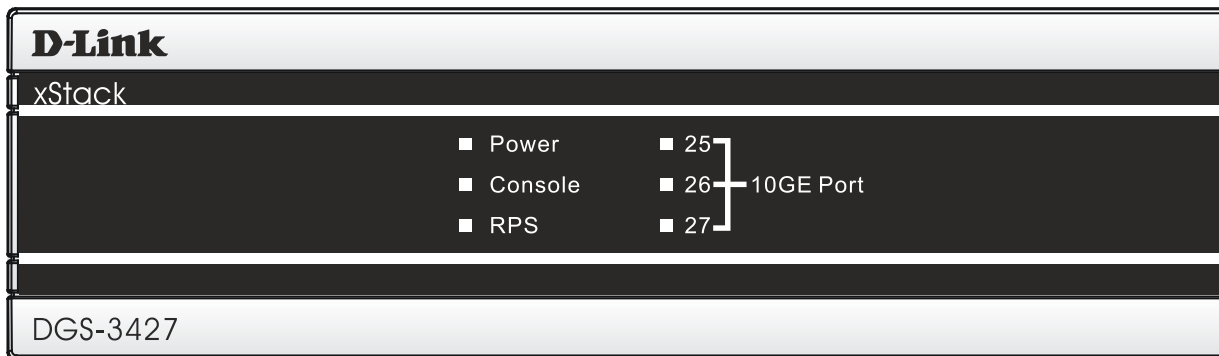 D-Link
xStack
Power 25
Console 26 10GE Port
RPS 27
DGS-3427